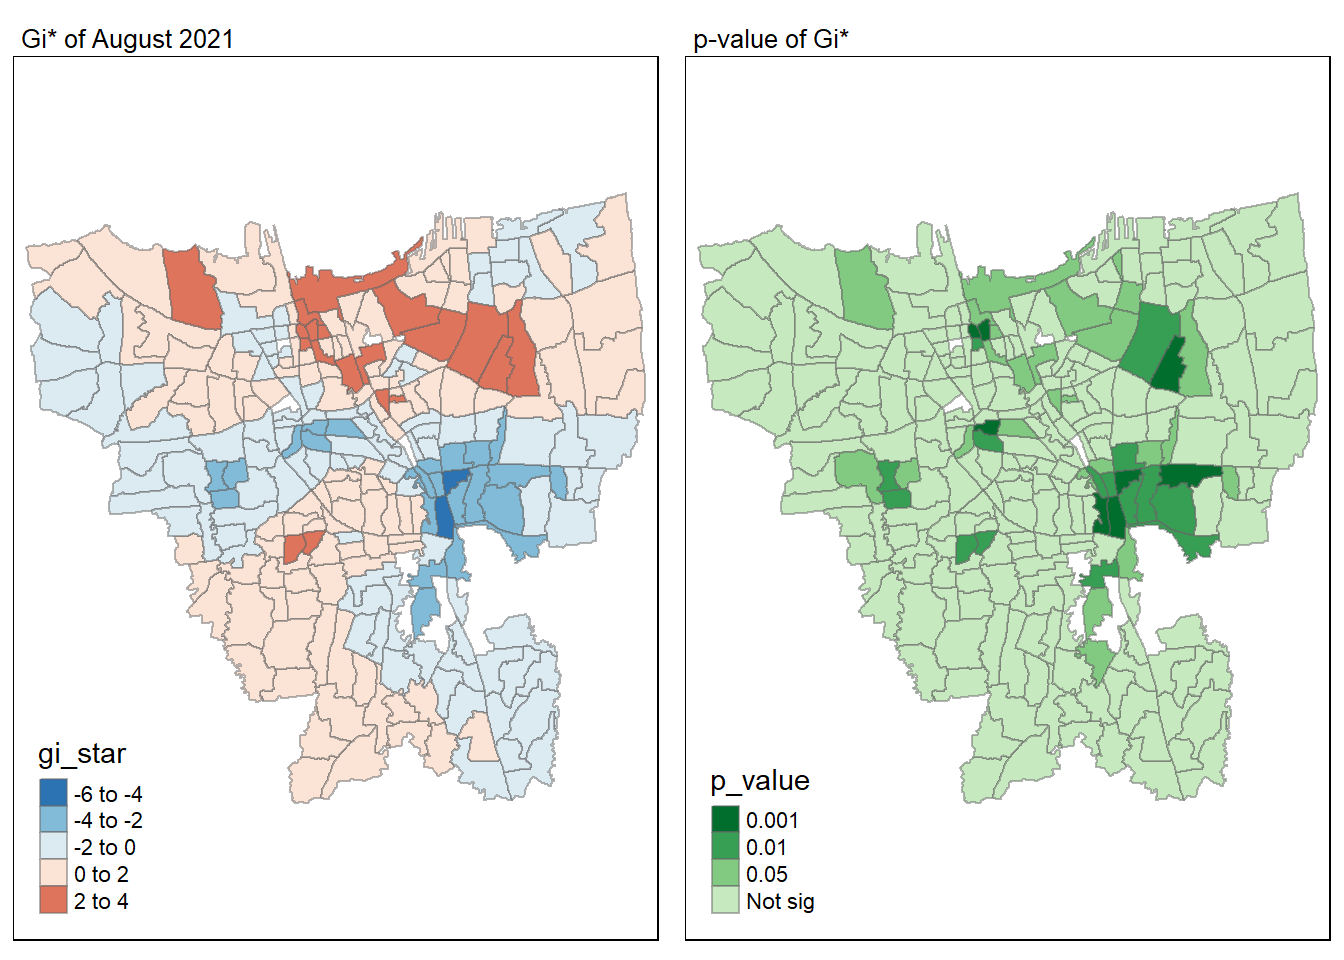 Gi* of August 2021
p-value of Gi*
gi_star
-6 to -4
-4 to -2
-2 to 0
0 to 2
2 to 4
p_value
0.001
0.01
0.05
Not sig